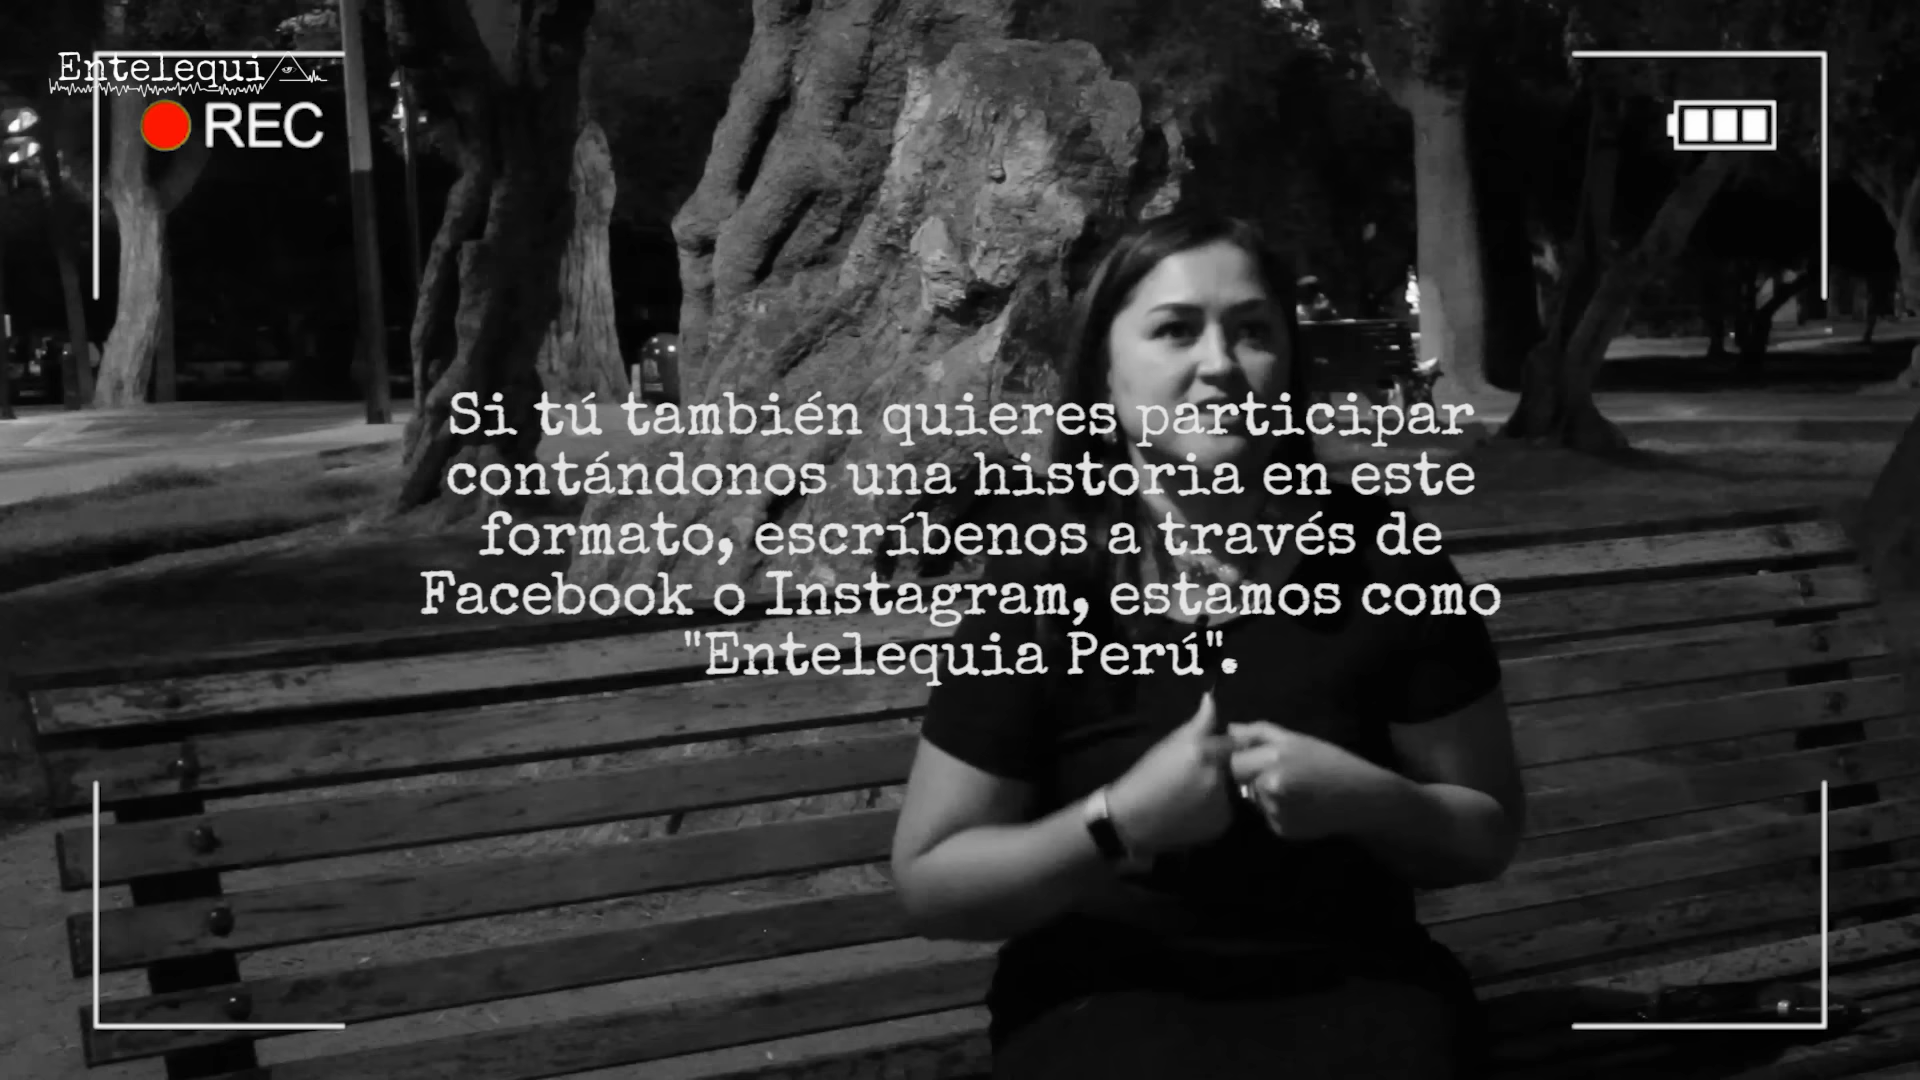 Entelequi
REC
Si tú también quieres participar
contándonos una historia en este
formato, escríbenos a través de
Facebook o Instagram, estamos como
"Entelequia Perú".